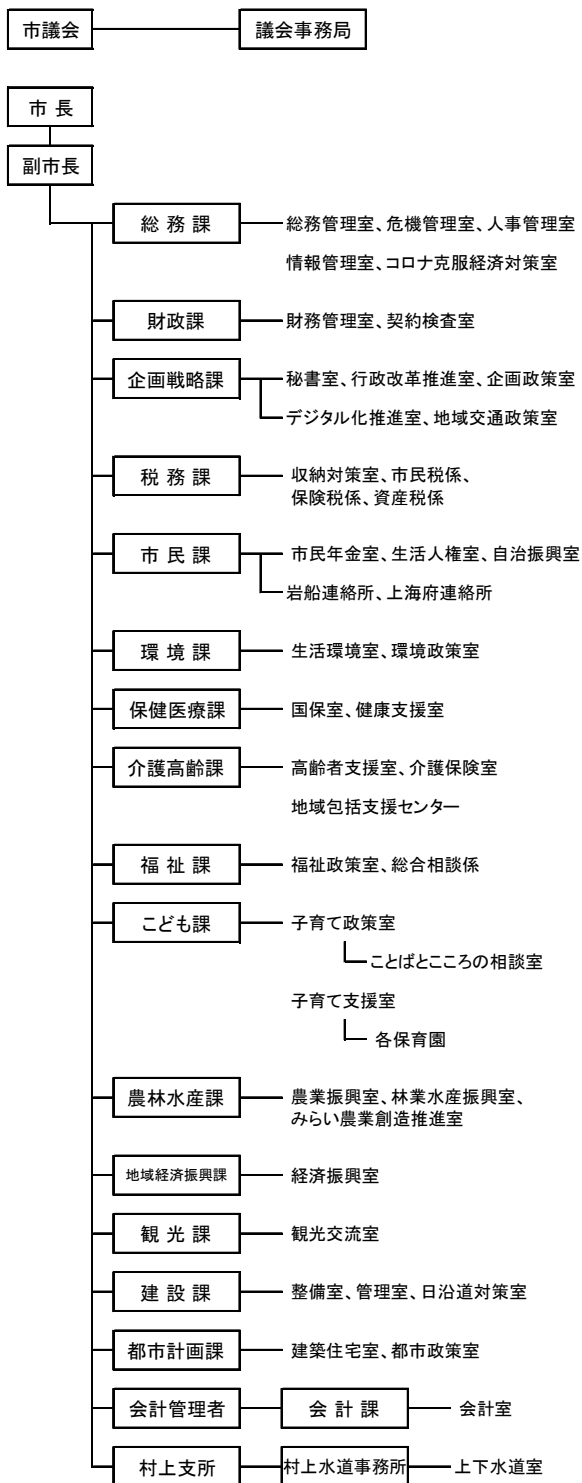 市議会 議会事務局
市 長
副市長
総 務 課 総務管理室、危機管理室、人事管理室
情報管理室、コロナ克服経済対策室
財政課 財務管理室、契約検査室
企画戦略課 秘書室、行政改革推進室、企画政策室
デジタル化推進室、地域交通政策室
税 務 課 収納対策室、市民税係、
保険税係、資産税係
市 民 課 市民年金室、生活人権室、自治振興室
岩船連絡所、上海府連絡所
環 境 課 生活環境室、環境政策室
保健医療課 国保室、健康支援室
介護高齢課 高齢者支援室、介護保険室
地域包括支援センター
福 祉 課 福祉政策室、総合相談係
こども課 子育て政策室
ことばとこころの相談室
子育て支援室
各保育園
農林水産課 農業振興室、林業水産振興室、
みらい農業創造推進室
地域経済振興課 経済振興室
観 光 課 観光交流室
建 設 課 整備室、管理室、日沿道対策室
都市計画課 建築住宅室、都市政策室
会計管理者 会 計 課 会計室
村上支所 村上水道事務所 上下水道室